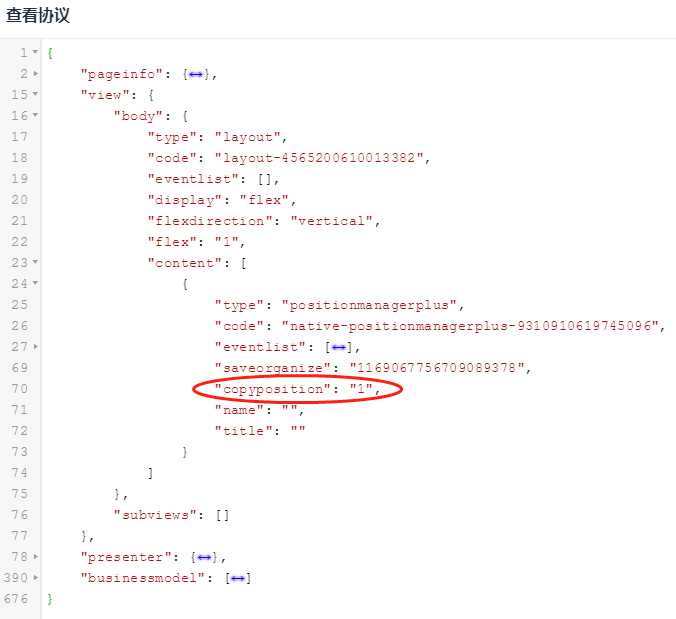 查看协议
1 {
2 "pageinfo": {↔},
15 "view": {
16 "body": {
17 "type": "layout",
18 "code": "layout-4565200610013382",
19 "eventlist": [],
20 "display": "flex",
21 "flexdirection": "vertical",
22 "flex": "1",
23 "content": [
24 {
25 "type": "positionmanagerplus",
26 "code": "native-positionmanagerplus-9310910619745096",
27 "eventlist": [↔],
69 "saveorganize": "1169067756709089378",
70 "copyposition": "1",
71 "name": "",
72 "title": ""
73 }
74 ]
75 },
76 "subviews": []
77 },
78 "presenter": {↔},
390 "businessmodel": [↔]
676 }